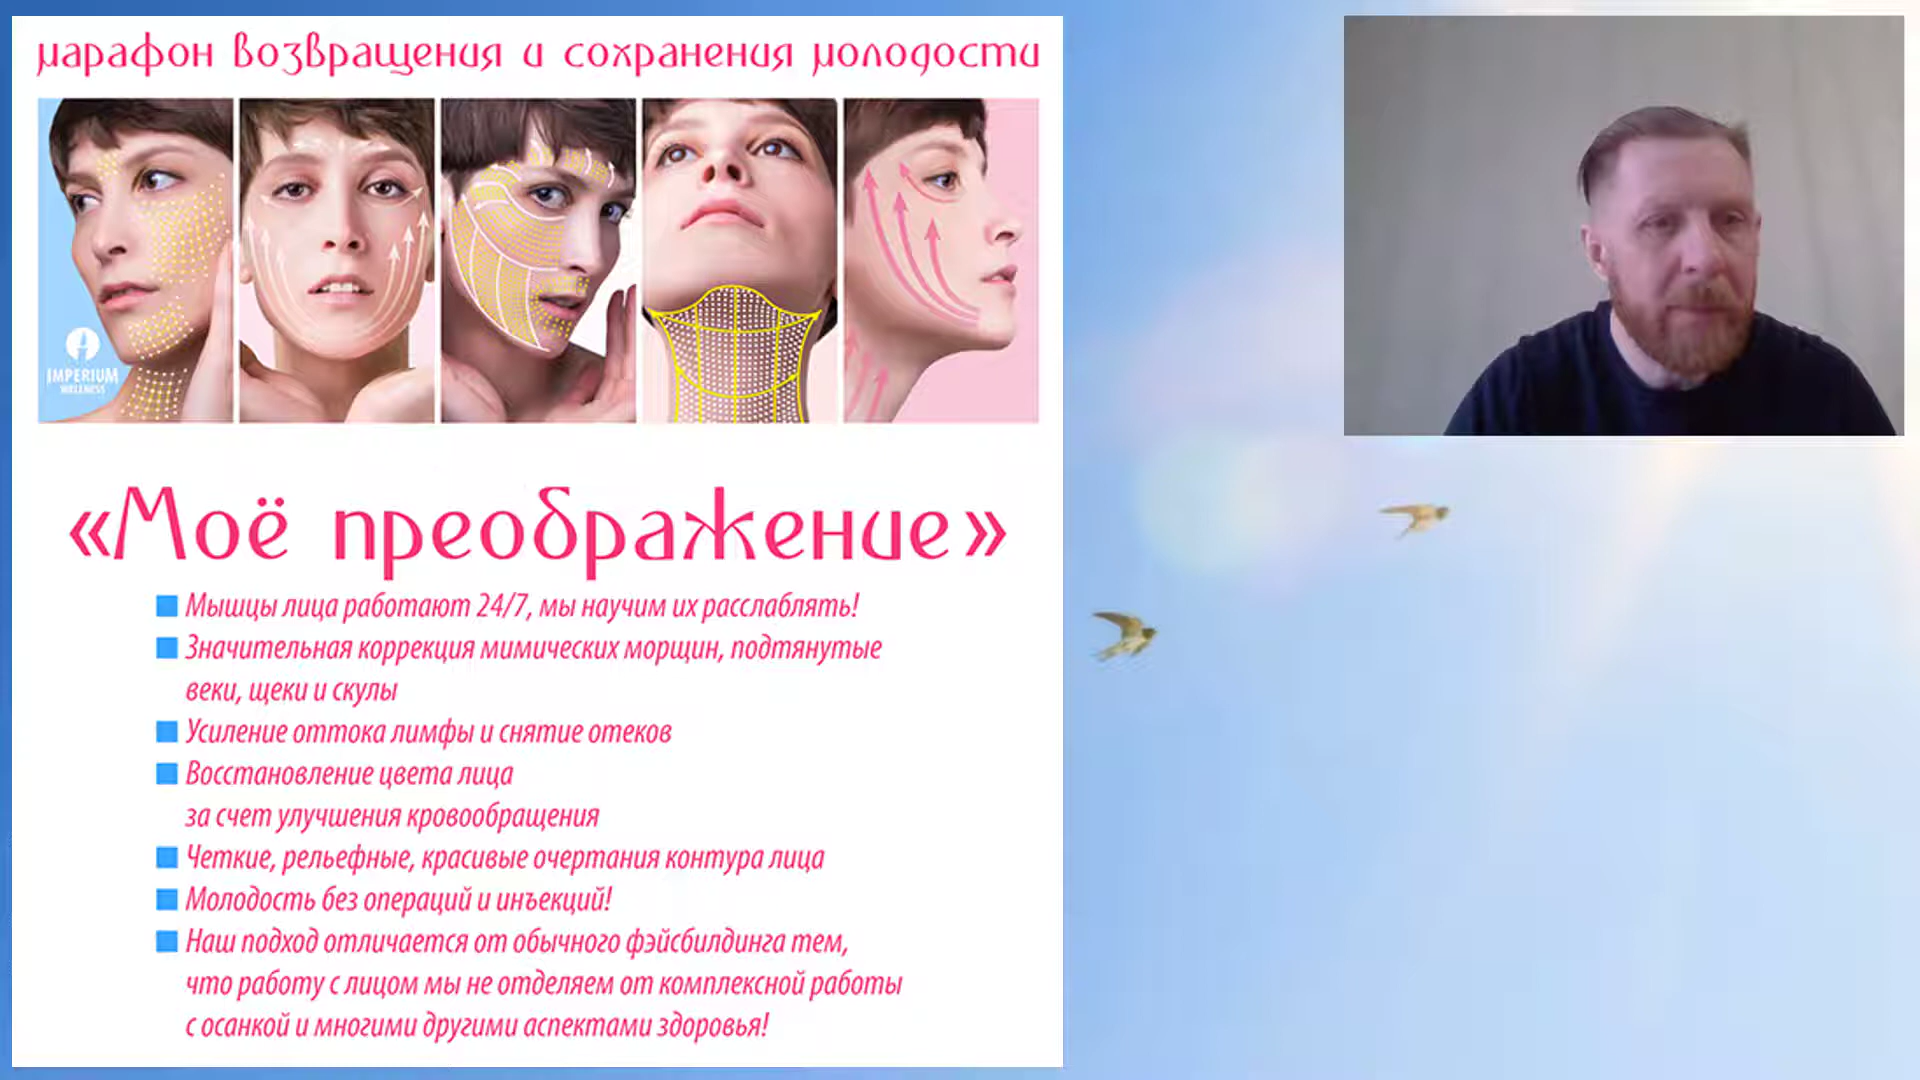 марафон возвращения и сохранения молодости
IMPERIUM
WELLNESS
«Моё преображение»
Мышцы лица работают 24/7, мы научим их расслаблять!
Значительная коррекция мимических морщин, подтянутые
веки, щеки и скулы
Усиление оттока лимфы и снятие отеков
Восстановление цвета лица
за счет улучшения кровообращения
Четкие, рельефные, красивые очертания контура лица
Молодость без операций и инъекций!
Наш подход отличается от обычного фэйсбилдинга тем,
что работу с лицом мы не отделяем от комплексной работы
с осанкой и многими другими аспектами здоровья!